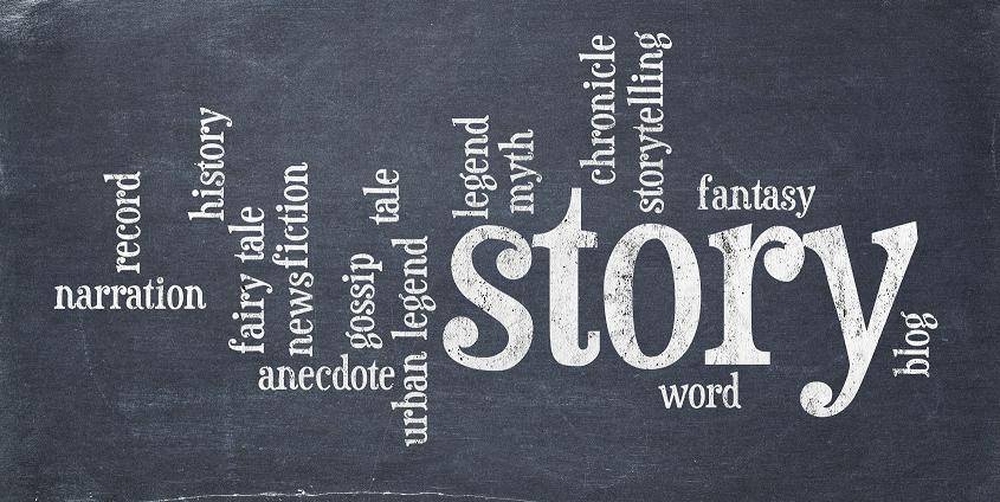 record
narration
history
fairy tale
news
fiction
anecdote
gossip
tale
urban legend
legend
myth
chronicle
storytelling
fantasy
story
word
blog